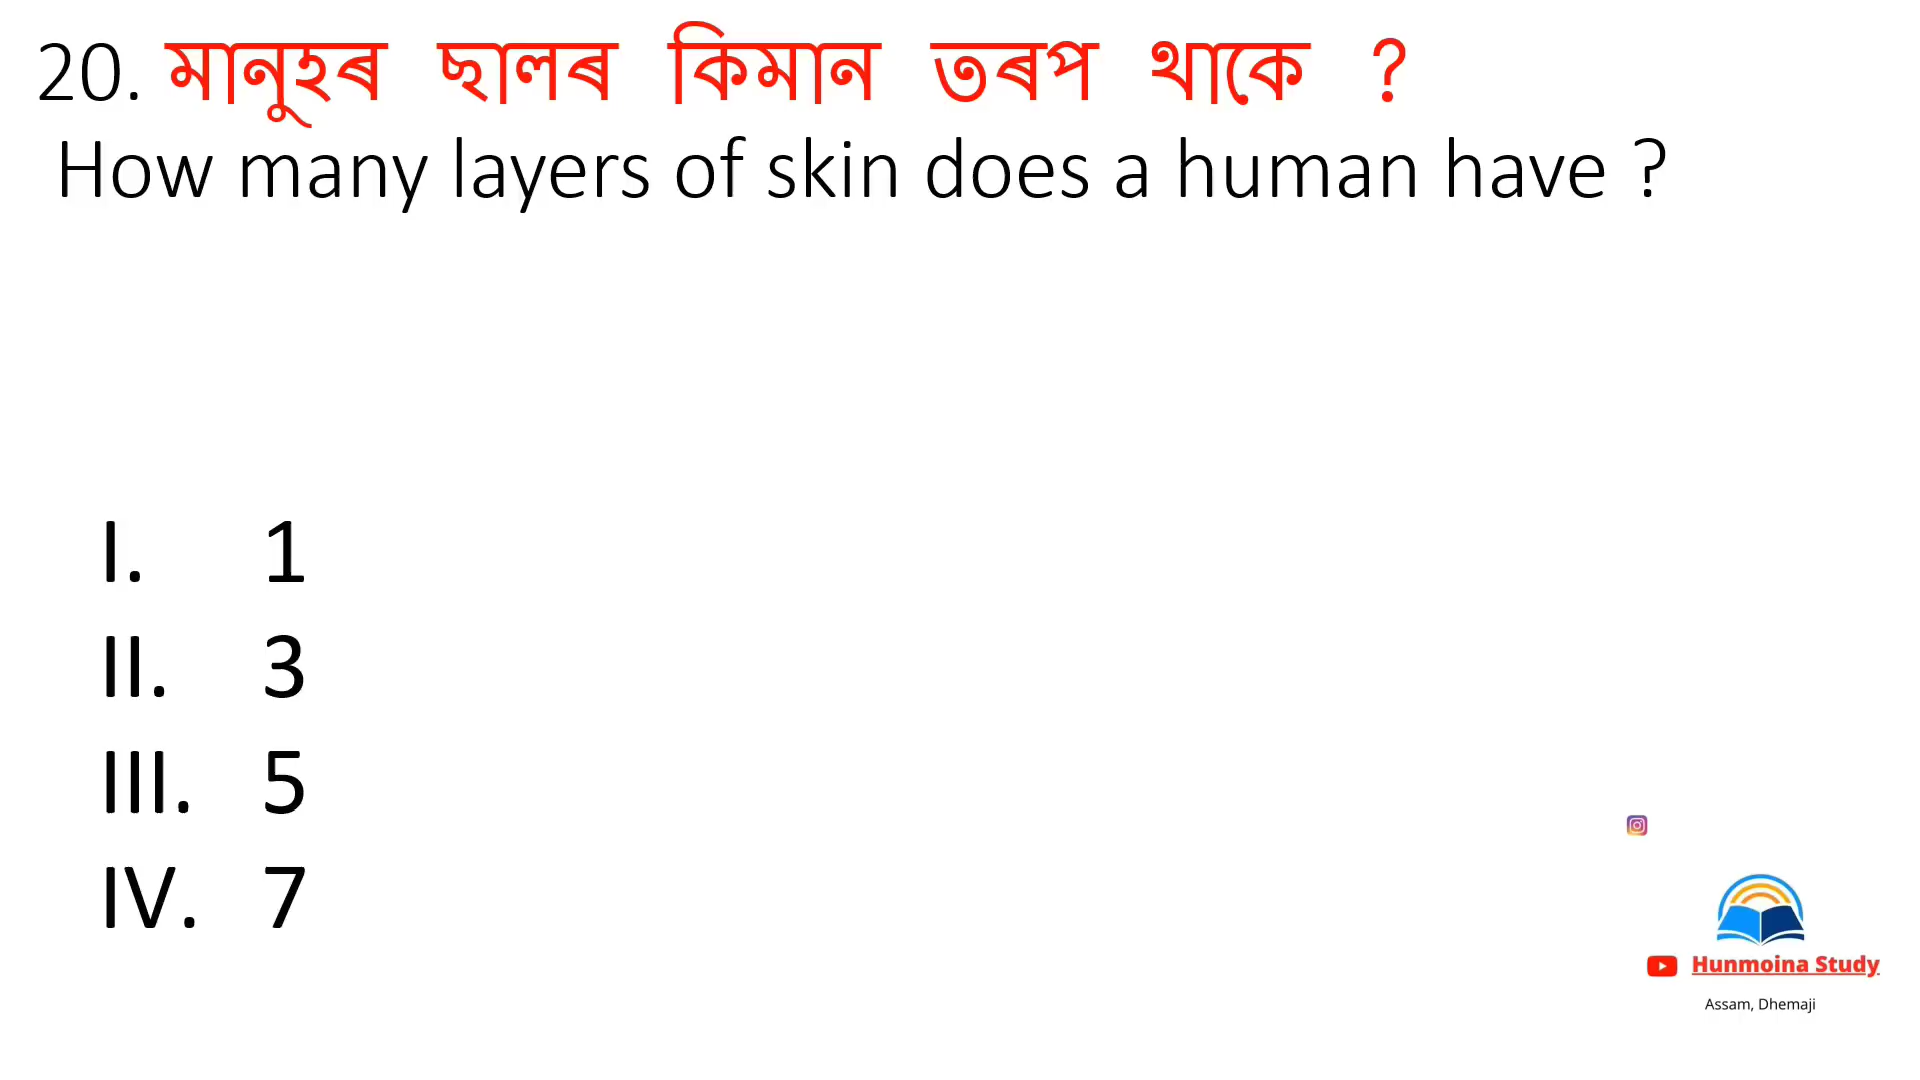 20. মানুহৰ ছালৰ কিমান তৰপ থাকে ?
How many layers of skin does a human have ?
I. 1
II. 3
III. 5
IV. 7
Hunmoina Study
Assam, Dhemaji